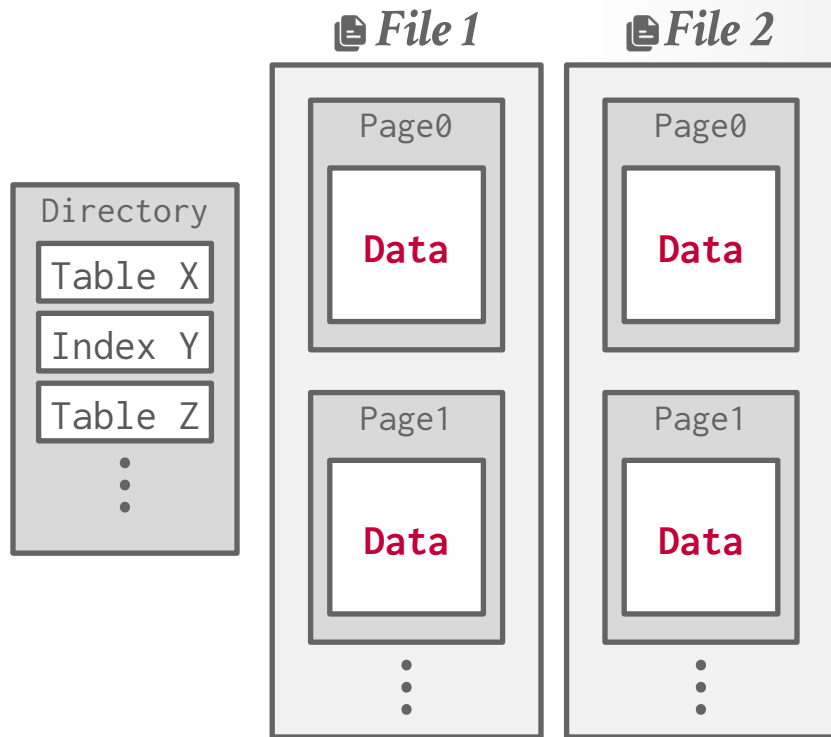 File 1
File 2
Directory
Table X
Index Y
Table Z
Page0
Data
Page1
Data
Page0
Data
Page1
Data